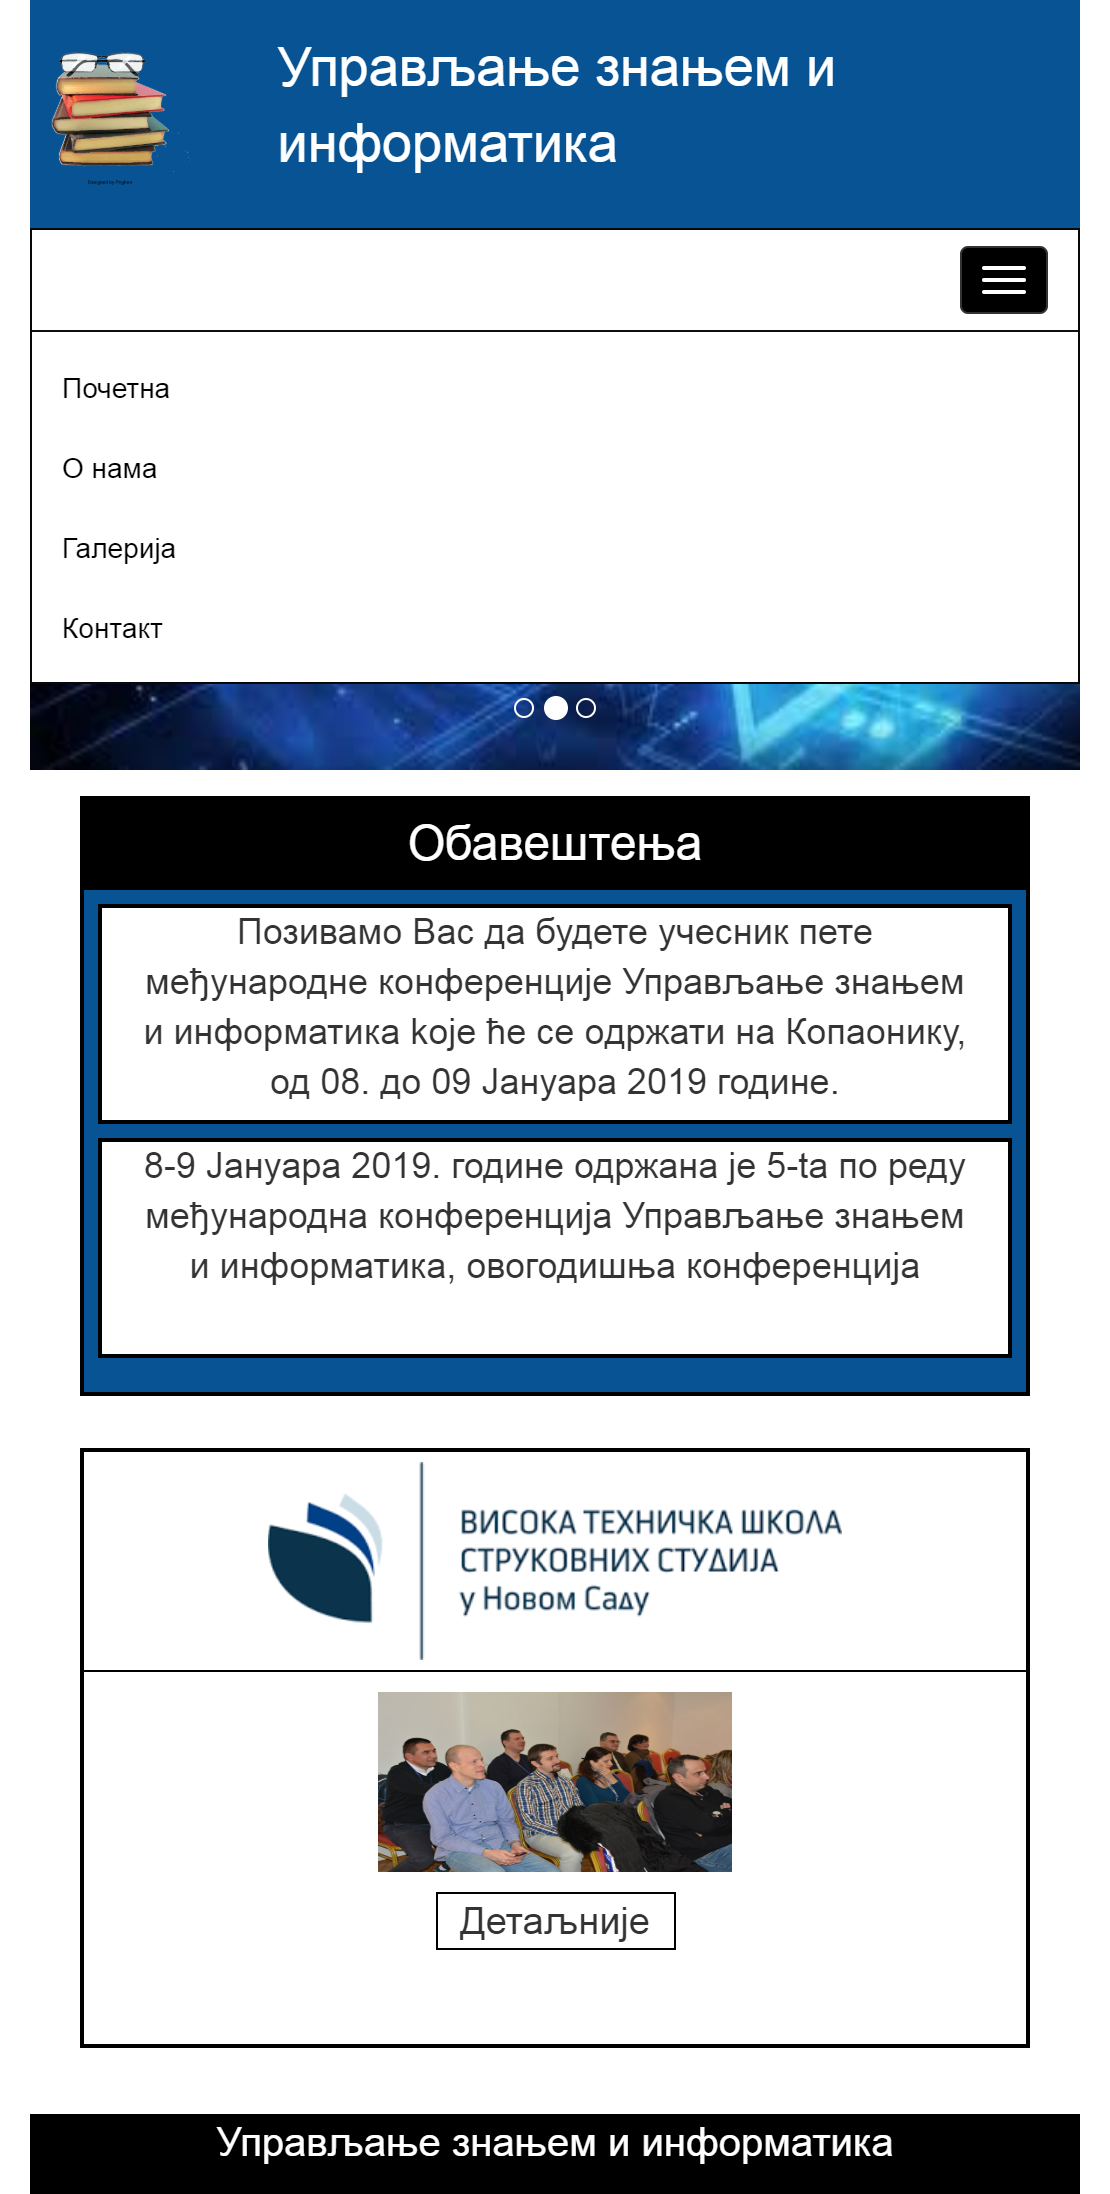 Управљање знањем и
информатика
Почетна
О нама
Галерија
Контакт
Обавештења
Позивамо Вас да будете учесник пете
међународне конференције Управљање знањем
и информатика kоје ће се одржати на Копаонику,
од 08. до 09 Јануара 2019 године.
8-9 Јануара 2019. године одржана је 5-ta по реду
међународна конференција Управљање знањем
и информатика, овогодишња конференција
ВИСОКА ТЕХНИЧКА ШКОЛА
СТРУКОВНИХ СТУДИЈА
у Новом Саду
Детаљније
Управљање знањем и информатика